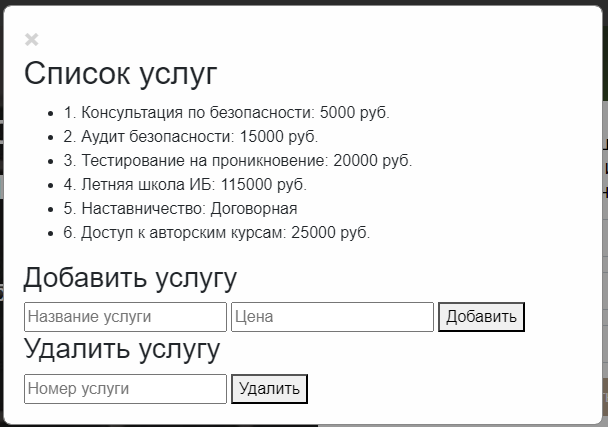 ×
Список услуг
• 1. Консультация по безопасности: 5000 руб.
• 2. Аудит безопасности: 15000 руб.
• 3. Тестирование на проникновение: 20000 руб.
• 4. Летняя школа ИБ: 115000 руб.
• 5. Наставничество: Договорная
• 6. Доступ к авторским курсам: 25000 руб.
Добавить услугу
Название услуги Цена Добавить
Удалить услугу
Номер услуги Удалить